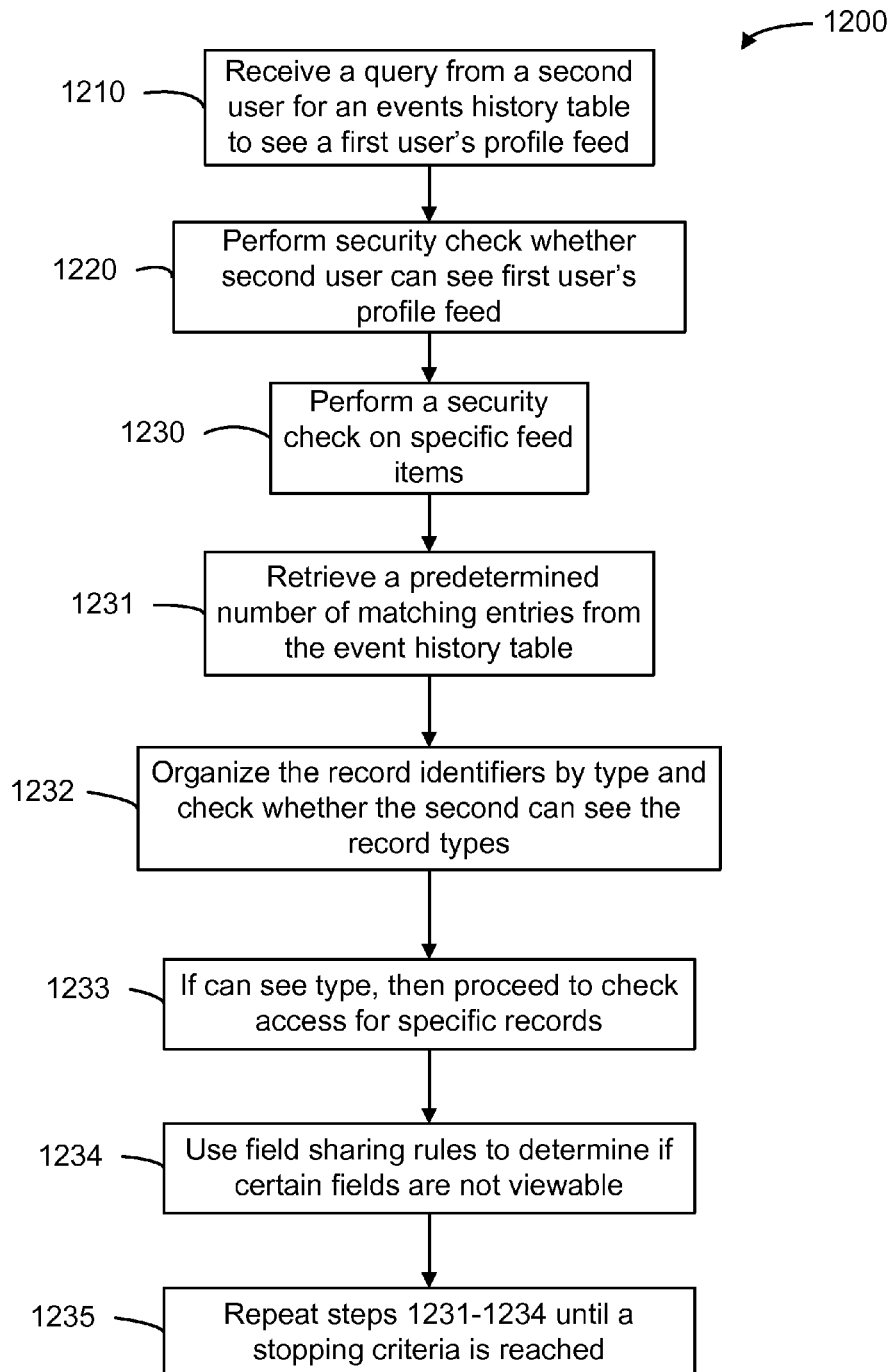 1200
1210
Receive a query from a second
user for an events history table
to see a first user's profile feed
1220
Perform security check whether
second user can see first user's
profile feed
1230
Perform a security
check on specific feed
items
1231
Retrieve a predetermined
number of matching entries from
the event history table
1232
Organize the record identifiers by type and
check whether the second can see the
record types
1233
If can see type, then proceed to check
access for specific records
1234
Use field sharing rules to determine if
certain fields are not viewable
1235
Repeat steps 1231-1234 until a
stopping criteria is reached